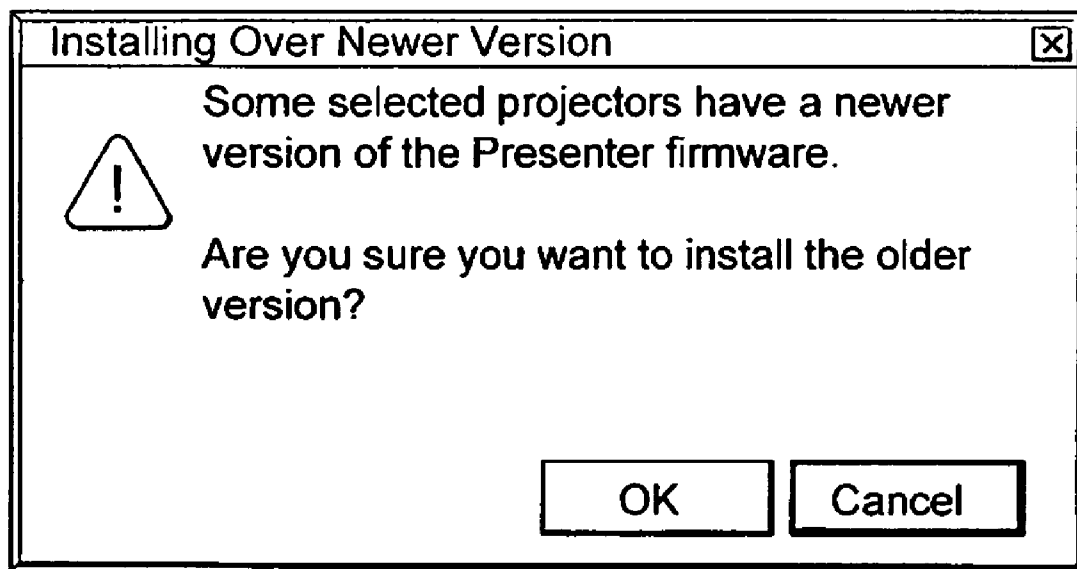 Installing Over Newer Version
Some selected projectors have a newer
version of the Presenter firmware.
Are you sure you want to install the older
version?
OK
Cancel